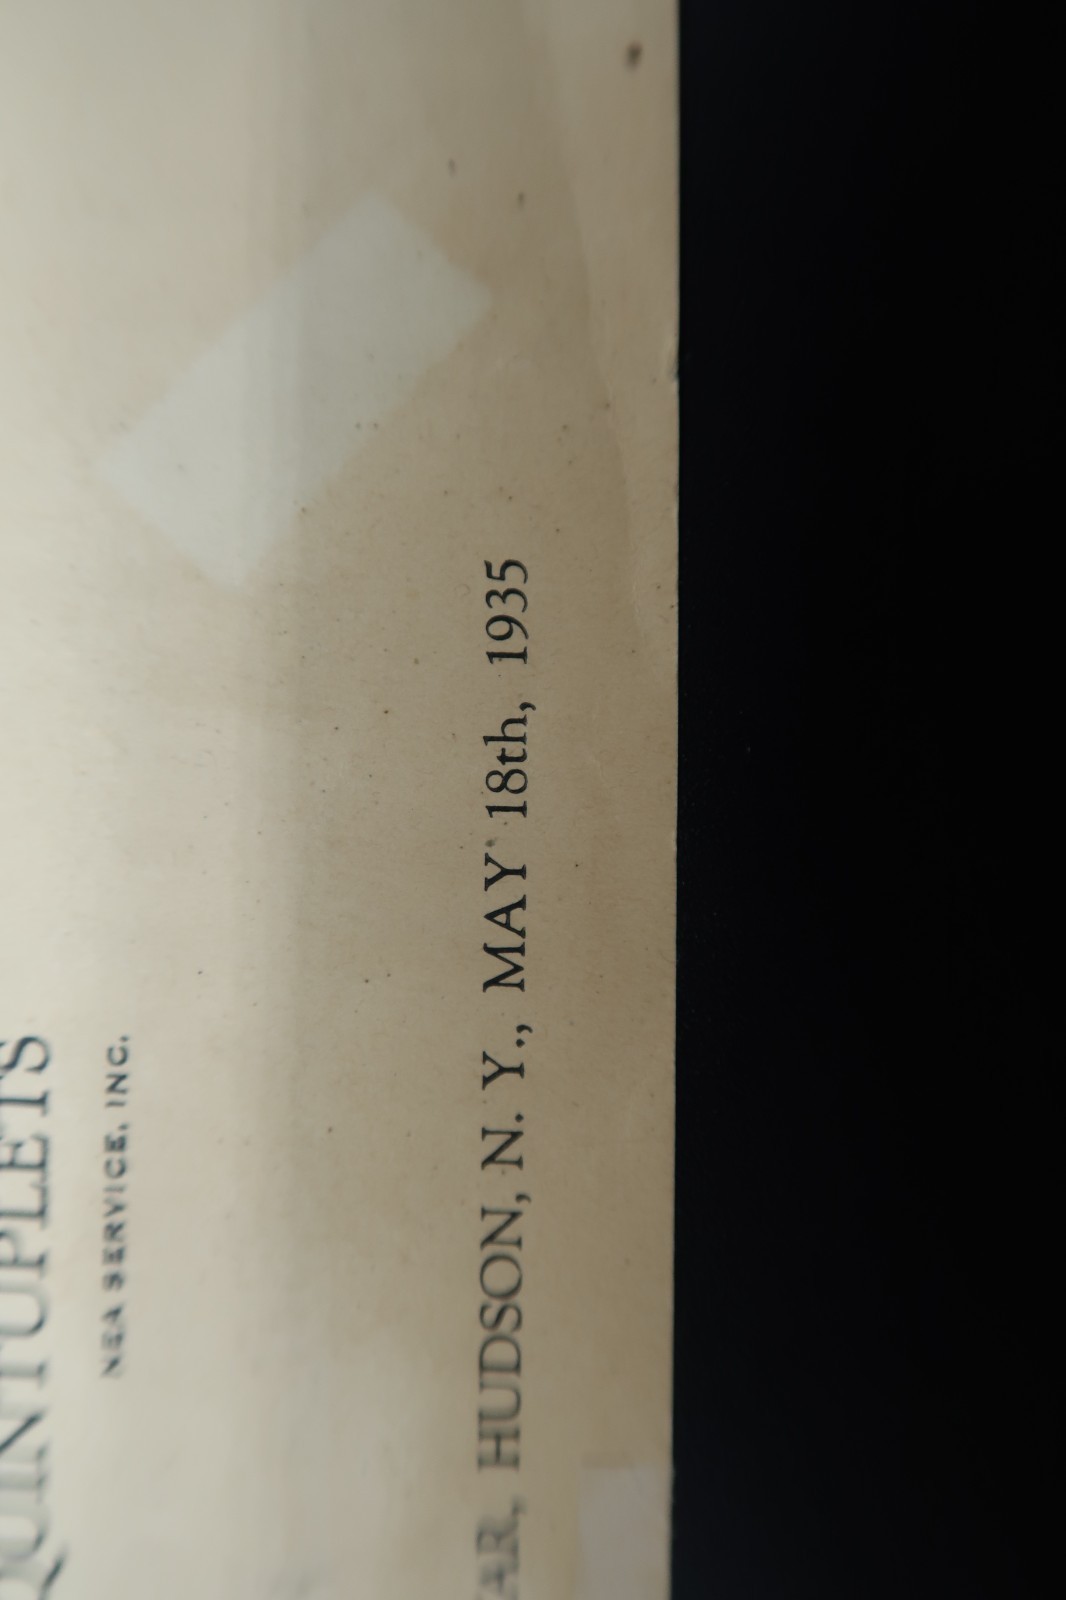 QUINTUPLETS
NEA SERVICE, INC.
HUDSON, N. Y., MAY 18th, 1935